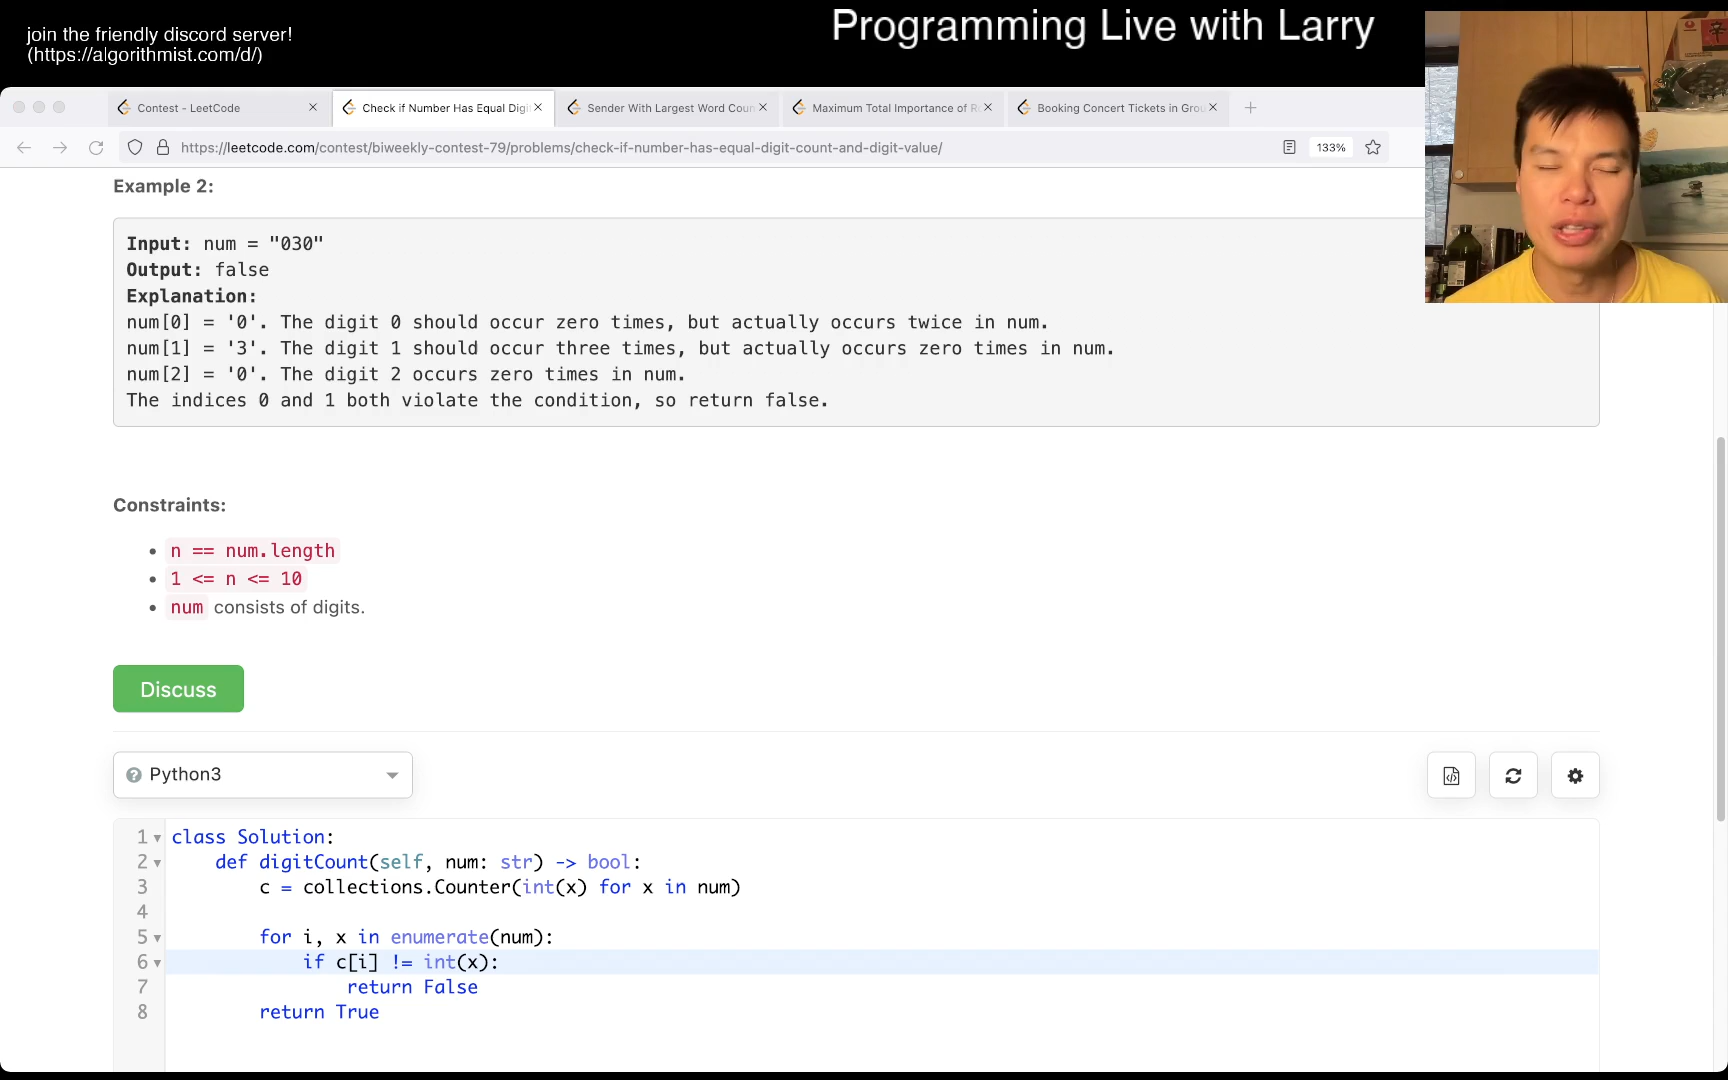 join the friendly discord server!
(https://algorithmist.com/d/)
Programming Live with Larry
Contest - LeetCode
Check if Number Has Equal Digi
Sender With Largest Word Coun
Maximum Total Importance of R
Booking Concert Tickets in Grou
https://leetcode.com/contest/biweekly-contest-79/problems/check-if-number-has-equal-digit-count-and-digit-value/
133%
Example 2:
Input: num = "030"
Output: false
Explanation:
num[0] = '0'. The digit 0 should occur zero times, but actually occurs twice in num.
num[1] = '3'. The digit 1 should occur three times, but actually occurs zero times in num.
num[2] = '0'. The digit 2 occurs zero times in num.
The indices 0 and 1 both violate the condition, so return false.
Constraints:
n == num.length
1 <= n <= 10
num consists of digits.
Discuss
Python3
1 class Solution:
2 def digitCount(self, num: str) -> bool:
3 c = collections.Counter(int(x) for x in num)
4
5 for i, x in enumerate(num):
6 if c[i] != int(x):
7 return False
8 return True